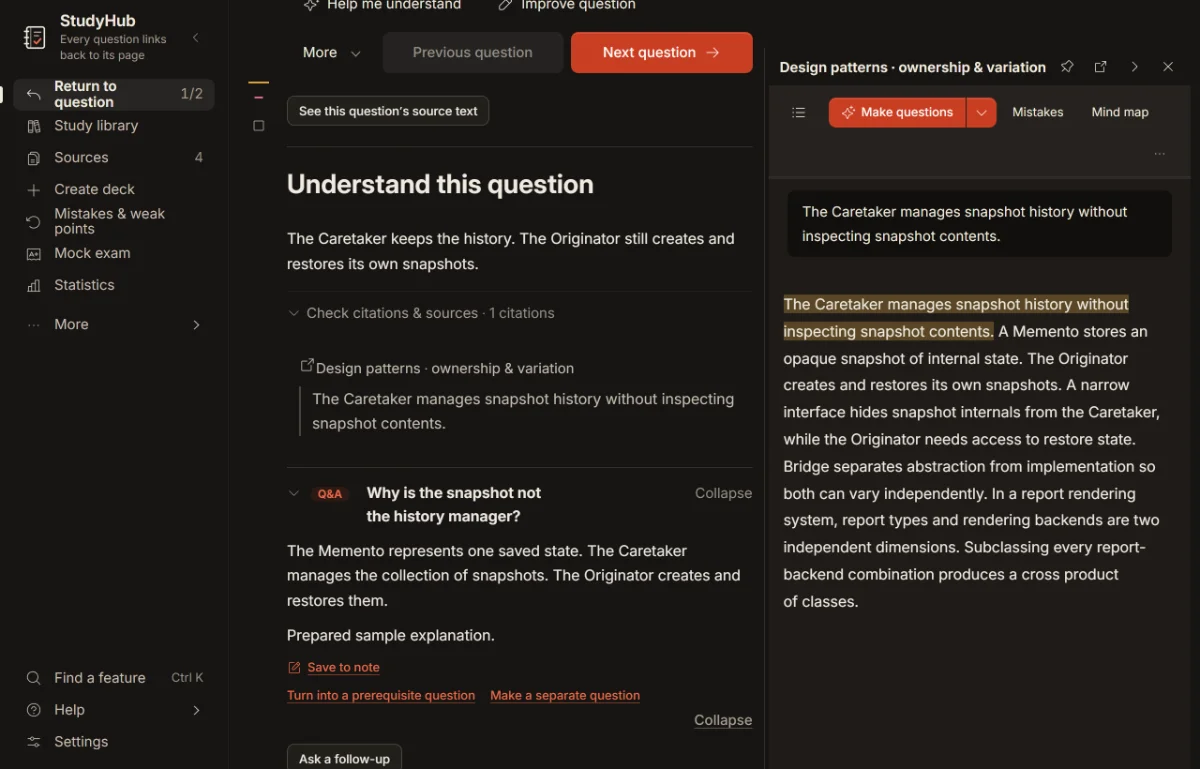 StudyHub
Every question links
back to its page
Return to
question
1/2
Study library
Sources
4
Create deck
Mistakes & weak
points
Mock exam
Statistics
More
Find a feature
Ctrl K
Help
Settings
Help me understand
Improve question
More
Previous question
Next question
See this question's source text
Understand this question
The Caretaker keeps the history. The Originator still creates and
restores its own snapshots.
Check citations & sources · 1 citations
Design patterns · ownership & variation
The Caretaker manages snapshot history without inspecting
snapshot contents.
Q&A
Why is the snapshot not
the history manager?
Collapse
The Memento represents one saved state. The Caretaker
manages the collection of snapshots. The Originator creates and
restores them.
Prepared sample explanation.
Save to note
Turn into a prerequisite question
Make a separate question
Collapse
Ask a follow-up
Design patterns · ownership & variation
Make questions
Mistakes
Mind map
The Caretaker manages snapshot history without
inspecting snapshot contents.
The Caretaker manages snapshot history without
inspecting snapshot contents. A Memento stores an
opaque snapshot of internal state. The Originator
creates and restores its own snapshots. A narrow
interface hides snapshot internals from the Caretaker,
while the Originator needs access to restore state.
Bridge separates abstraction from implementation so
both can vary independently. In a report rendering
system, report types and rendering backends are two
independent dimensions. Subclassing every report-
backend combination produces a cross product
of classes.